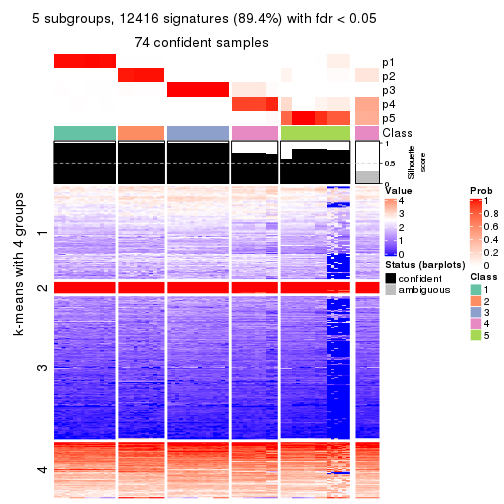 5 subgroups, 12416 signatures (89.4%) with fdr < 0.05
74 confident samples
p1
p2
p3
p4
p5
Class
1
0.5
0
Silhouette
score
k-means with 4 groups
1
2
3
4
Value
4
3
2
1
0
Status (barplots)
confident
ambiguous
Prob
1
0.8
0.6
0.4
0.2
0
Class
1
2
3
4
5